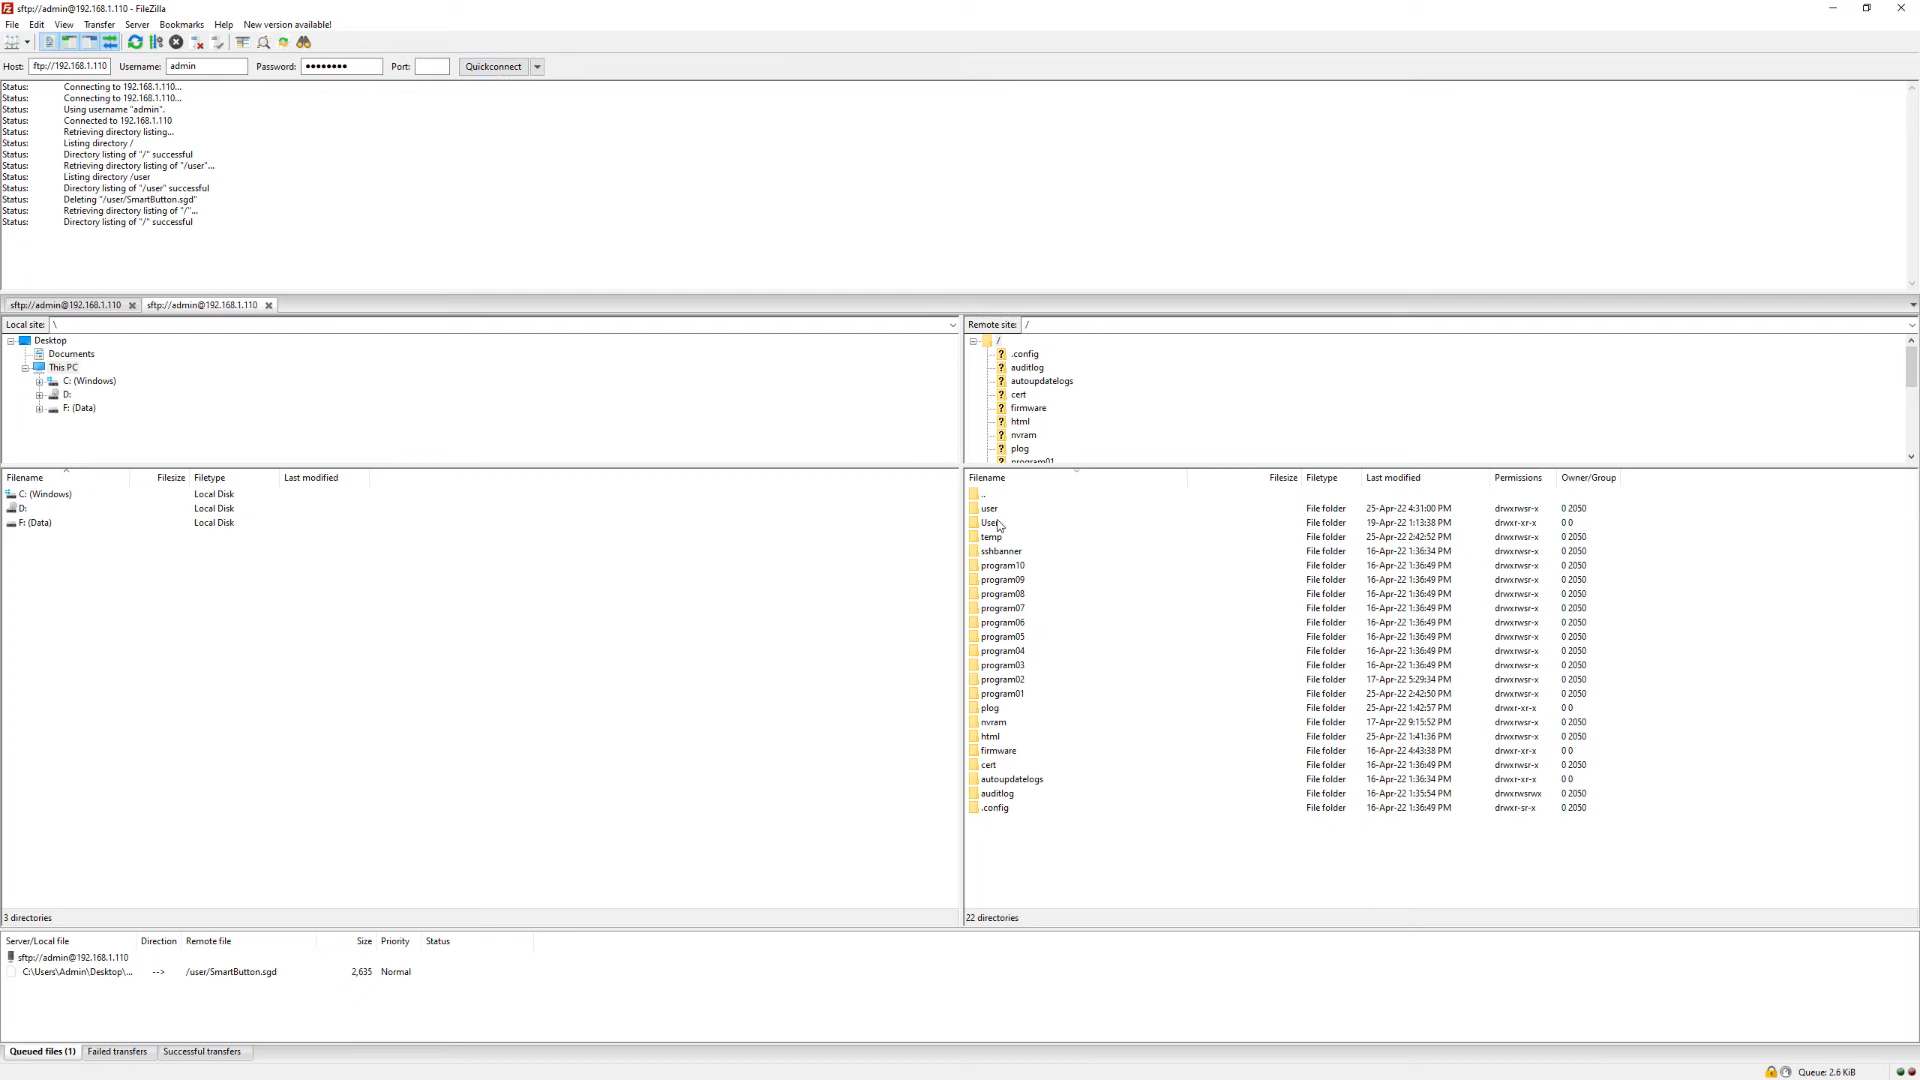 sftp://admin@192.168.1.110 - FileZilla
File Edit View Transfer Server Bookmarks Help New version available!
Host: ftp://192.168.1.110 Username: admin Password: ●●●●●●●● Port: Quickconnect
Status: Connecting to 192.168.1.110...
Status: Connecting to 192.168.1.110...
Status: Using username "admin".
Status: Connected to 192.168.1.110
Status: Retrieving directory listing...
Status: Listing directory /
Status: Directory listing of "/" successful
Status: Retrieving directory listing of "/user"...
Status: Listing directory /user
Status: Directory listing of "/user" successful
Status: Deleting "/user/SmartButton.sgd"
Status: Retrieving directory listing of "/"...
Status: Directory listing of "/" successful
sftp://admin@192.168.1.110 sftp://admin@192.168.1.110
Local site: \
Desktop
Documents
This PC
C: (Windows)
D:
F: (Data)
Filename Filesize Filetype Last modified
C: (Windows) Local Disk
D: Local Disk
F: (Data) Local Disk
3 directories
Remote site: /
/
? .config
? auditlog
? autoupdatelogs
? cert
? firmware
? html
? nvram
? plog
? program01
Filename Filesize Filetype Last modified Permissions Owner/Group
..
user File folder 25-Apr-22 4:31:00 PM drwxrwsr-x 0 2050
User File folder 19-Apr-22 1:13:38 PM drwxr-xr-x 0 0
temp File folder 25-Apr-22 2:42:52 PM drwxrwsr-x 0 2050
sshbanner File folder 16-Apr-22 1:36:34 PM drwxrwsr-x 0 2050
program10 File folder 16-Apr-22 1:36:49 PM drwxrwsr-x 0 2050
program09 File folder 16-Apr-22 1:36:49 PM drwxrwsr-x 0 2050
program08 File folder 16-Apr-22 1:36:49 PM drwxrwsr-x 0 2050
program07 File folder 16-Apr-22 1:36:49 PM drwxrwsr-x 0 2050
program06 File folder 16-Apr-22 1:36:49 PM drwxrwsr-x 0 2050
program05 File folder 16-Apr-22 1:36:49 PM drwxrwsr-x 0 2050
program04 File folder 16-Apr-22 1:36:49 PM drwxrwsr-x 0 2050
program03 File folder 16-Apr-22 1:36:49 PM drwxrwsr-x 0 2050
program02 File folder 17-Apr-22 5:29:34 PM drwxrwsr-x 0 2050
program01 File folder 25-Apr-22 2:42:50 PM drwxrwsr-x 0 2050
plog File folder 25-Apr-22 1:42:57 PM drwxr-xr-x 0 0
nvram File folder 17-Apr-22 9:15:52 PM drwxrwsr-x 0 2050
html File folder 25-Apr-22 1:41:36 PM drwxrwsr-x 0 2050
firmware File folder 16-Apr-22 4:43:38 PM drwxr-xr-x 0 0
cert File folder 16-Apr-22 1:36:49 PM drwxrwsr-x 0 2050
autoupdatelogs File folder 16-Apr-22 1:36:34 PM drwxr-xr-x 0 0
auditlog File folder 16-Apr-22 1:35:54 PM drwxrwsrwx 0 2050
.config File folder 16-Apr-22 1:36:49 PM drwxr-sr-x 0 2050
22 directories
Server/Local file Direction Remote file Size Priority Status
sftp://admin@192.168.1.110
C:\Users\Admin\Desktop\... --> /user/SmartButton.sgd 2,635 Normal
Queued files (1) Failed transfers Successful transfers
Queue: 2.6 KiB